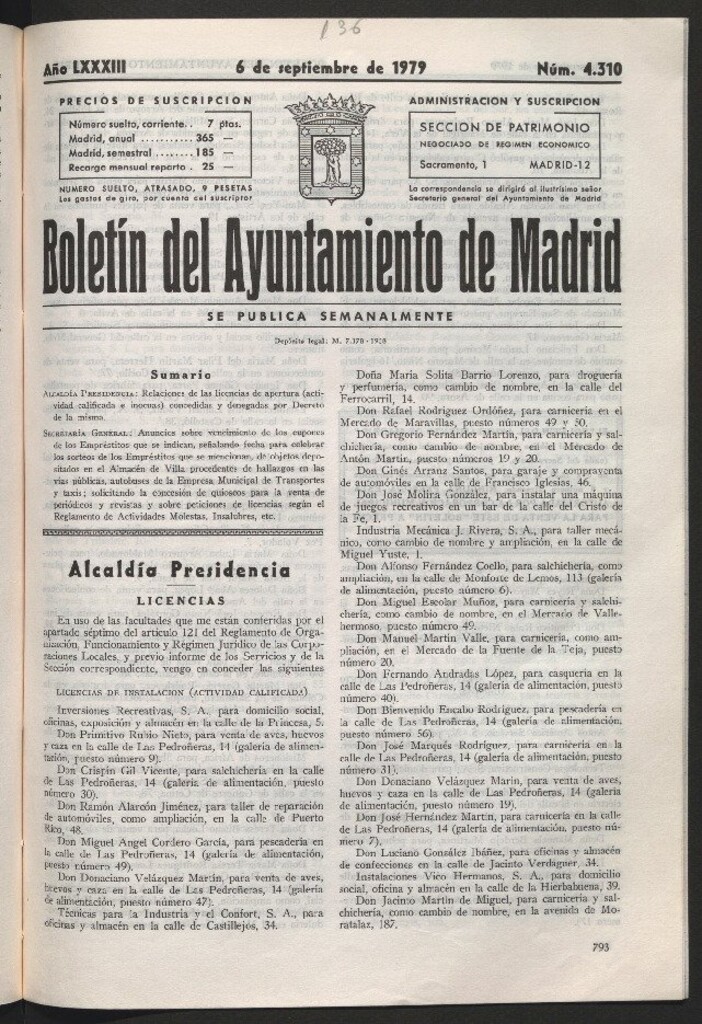 136
Año LXXXIII
6 de septiembre de 1979
Núm. 4.310
PRECIOS DE SUSCRIPCION
Número suelto, corriente.. 7 ptas.
Madrid, anual ........... 365 —
Madrid, semestral ........ 185 —
Recargo mensual reparto . 25 —
NUMERO SUELTO, ATRASADO, 9 PESETAS
Los gastos de giro, por cuenta del suscriptor
ADMINISTRACION Y SUSCRIPCION
SECCION DE PATRIMONIO
NEGOCIADO DE REGIMEN ECONOMICO
Sacramento, 1 MADRID-12
La correspondencia se dirigirá al ilustrísimo señor
Secretario general del Ayuntamiento de Madrid
Boletín del Ayuntamiento de Madrid
SE PUBLICA SEMANALMENTE
Depósito legal: M. 7.178 - 1958
Sumario
ALCALDÍA PRESIDENCIA: Relaciones de las licencias de apertura (acti-
vidad calificada e inocuas) concedidas y denegadas por Decreto
de la misma.
SECRETARÍA GENERAL: Anuncios sobre vencimiento de los cupones
de los Empréstitos que se indican, señalando fecha para celebrar
los sorteos de los Empréstitos que se mencionan, de objetos depo-
sitados en el Almacén de Villa procedentes de hallazgos en las
vías públicas, autobuses de la Empresa Municipal de Transportes
y taxis; solicitando la concesión de quioscos para la venta de
periódicos y revistas y sobre peticiones de licencias según el
Reglamento de Actividades Molestas, Insalubres, etc.
Alcaldía Presidencia
LICENCIAS
En uso de las facultades que me están conferidas por el
apartado séptimo del artículo 121 del Reglamento de Orga-
nización, Funcionamiento y Régimen Jurídico de las Corpo-
raciones Locales, y previo informe de los Servicios y de la
Sección correspondiente, vengo en conceder las siguientes
LICENCIAS DE INSTALACIÓN (ACTIVIDAD CALIFICADA)
Inversiones Recreativas, S. A., para domicilio social,
oficinas, exposición y almacén en la calle de la Princesa, 5.
Don Primitivo Rubio Nieto, para venta de aves, huevos
y caza en la calle de Las Pedroñeras, 14 (galería de alimen-
tación, puesto número 9).
Don Crispín Gil Vicente, para salchichería en la calle
de Las Pedroñeras, 14 (galería de alimentación, puesto
número 30).
Don Ramón Alarcón Jiménez, para taller de reparación
de automóviles, como ampliación, en la calle de Puerto
Rico, 48.
Don Miguel Angel Cordero García, para pescadería en
la calle de Las Pedroñeras, 14 (galería de alimentación,
puesto número 49).
Don Donaciano Velázquez Martín, para venta de aves,
huevos y caza en la calle de Las Pedroñeras, 14 (galería
de alimentación, puesto número 47).
Técnicas para la Industria y el Confort, S. A., para
oficinas y almacén en la calle de Castillejos, 34.
Doña María Solita Barrio Lorenzo, para droguería
y perfumería, como cambio de nombre, en la calle del
Ferrocarril, 14.
Don Rafael Rodríguez Ordóñez, para carnicería en el
Mercado de Maravillas, puesto números 49 y 50.
Don Gregorio Fernández Martín, para carnicería y sal-
chichería, como cambio de nombre, en el Mercado de
Antón Martín, puesto números 19 y 20.
Don Ginés Arranz Santos, para garaje y compraventa
de automóviles en la calle de Francisco Iglesias, 46.
Don José Molina González, para instalar una máquina
de juegos recreativos en un bar de la calle del Cristo de
la Fe, 1.
Industria Mecánica J. Rivera, S. A., para taller mecá-
nico, como cambio de nombre y ampliación, en la calle de
Miguel Yuste, 1.
Don Alfonso Fernández Coello, para salchichería, como
ampliación, en la calle de Monforte de Lemos, 113 (galería
de alimentación, puesto número 6).
Don Miguel Escolar Muñoz, para carnicería y salchi-
chería, como cambio de nombre, en el Mercado de Valle-
hermoso, puesto número 49.
Don Manuel Martín Valle, para carnicería, como am-
pliación, en el Mercado de la Fuente de la Teja, puesto
número 20.
Don Fernando Andradas López, para casquería en la
calle de Las Pedroñeras, 14 (galería de alimentación, puesto
número 40).
Don Bienvenido Escabo Rodríguez, para pescadería en
la calle de Las Pedroñeras, 14 (galería de alimentación,
puesto número 56).
Don José Marqués Rodríguez, para carnicería en la
calle de Las Pedroñeras, 14 (galería de alimentación, puesto
número 31).
Don Donaciano Velázquez Marín, para venta de aves,
huevos y caza en la calle de Las Pedroñeras, 14 (galería
de alimentación, puesto número 19).
Don José Hernández Martín, para carnicería en la calle
de Las Pedroñeras, 14 (galería de alimentación, puesto nú-
mero 7).
Don Luciano González Ibáñez, para oficinas y almacén
de confecciones en la calle de Jacinto Verdaguer, 34.
Instalaciones Vico Hermanos, S. A., para domicilio
social, oficina y almacén en la calle de la Hierbabuena, 39.
Don Jacinto Martín de Miguel, para carnicería y sal-
chichería, como cambio de nombre, en la avenida de Mo-
ratalaz, 187.
793